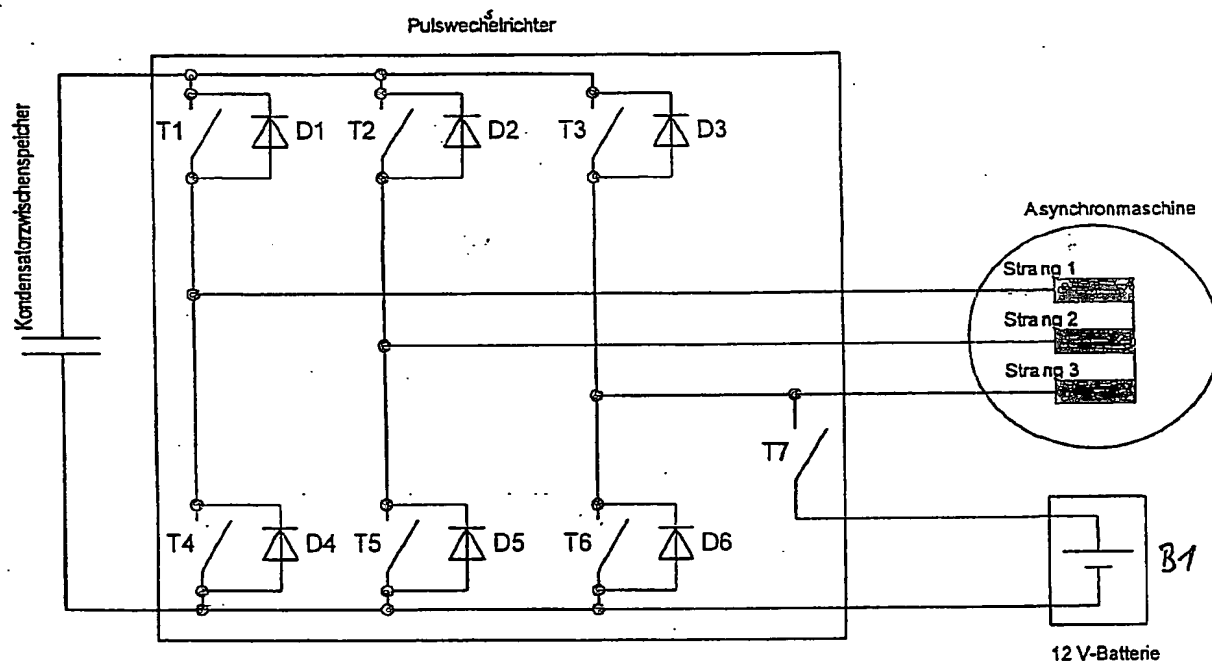 Pulswechselrichter
Kondensatorzwischenspeicher
T1
D1
T2
D2
T3
D3
Asynchronmaschine
Strang 1
Strang 2
Strang 3
T7
T4
D4
T5
D5
T6
D6
B1
12 V-Batterie